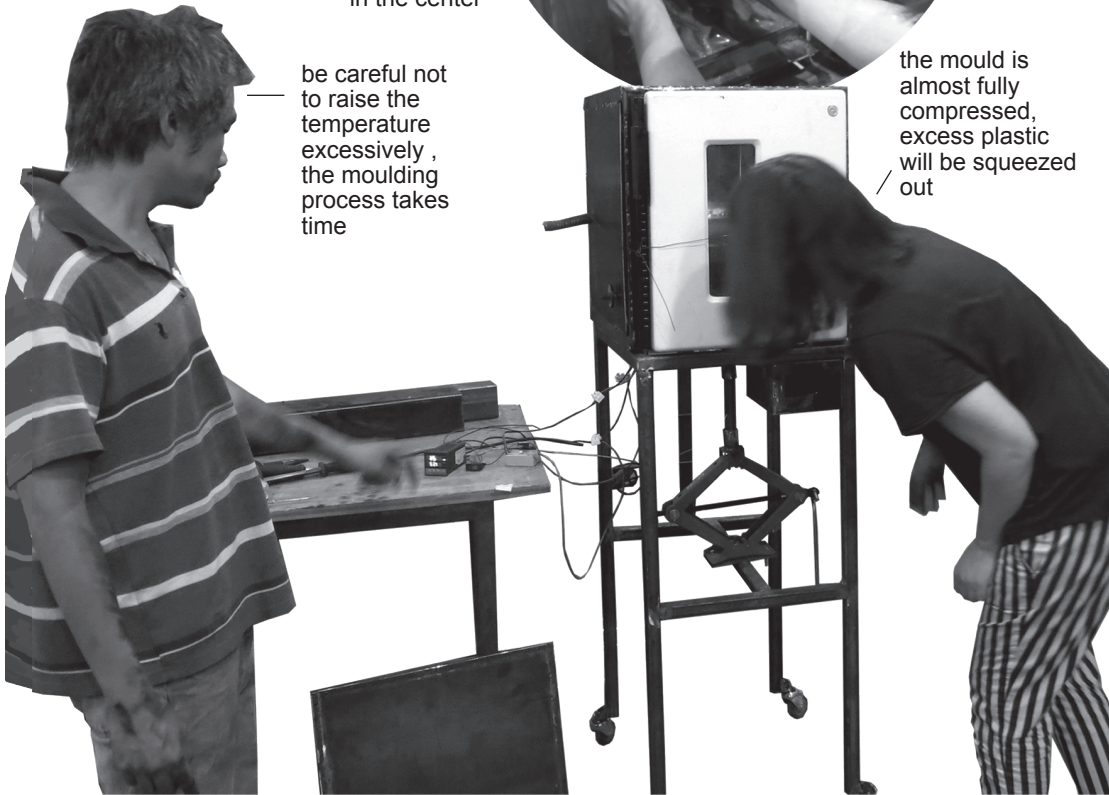 in the center
be careful not
to raise the
temperature
excessively ,
the moulding
process takes
time
the mould is
almost fully
compressed,
excess plastic
will be squeezed
out